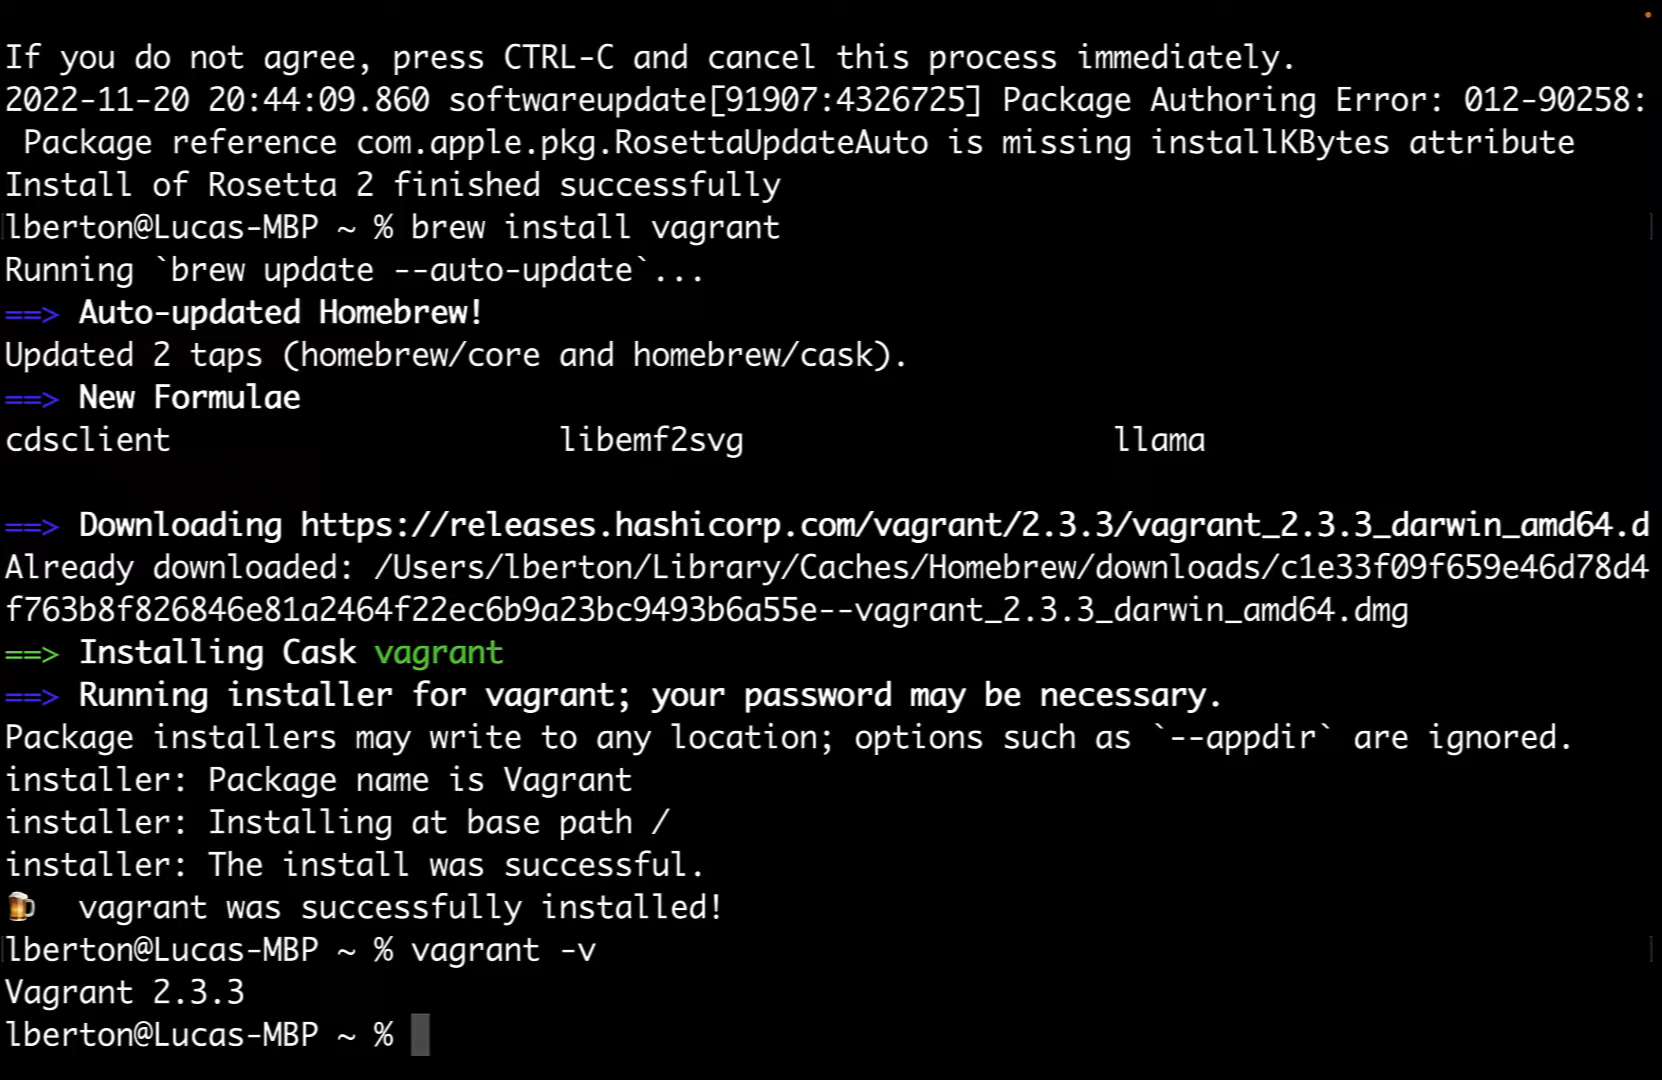 If you do not agree, press CTRL-C and cancel this process immediately.
2022-11-20 20:44:09.860 softwareupdate[91907:4326725] Package Authoring Error: 012-90258:
 Package reference com.apple.pkg.RosettaUpdateAuto is missing installKBytes attribute
Install of Rosetta 2 finished successfully
lberton@Lucas-MBP ~ % brew install vagrant
Running `brew update --auto-update`...
==> Auto-updated Homebrew!
Updated 2 taps (homebrew/core and homebrew/cask).
==> New Formulae
cdsclient libemf2svg llama
==> Downloading https://releases.hashicorp.com/vagrant/2.3.3/vagrant_2.3.3_darwin_amd64.d
Already downloaded: /Users/lberton/Library/Caches/Homebrew/downloads/c1e33f09f659e46d78d4
f763b8f826846e81a2464f22ec6b9a23bc9493b6a55e--vagrant_2.3.3_darwin_amd64.dmg
==> Installing Cask vagrant
==> Running installer for vagrant; your password may be necessary.
Package installers may write to any location; options such as `--appdir` are ignored.
installer: Package name is Vagrant
installer: Installing at base path /
installer: The install was successful.
🍺 vagrant was successfully installed!
lberton@Lucas-MBP ~ % vagrant -v
Vagrant 2.3.3
lberton@Lucas-MBP ~ %